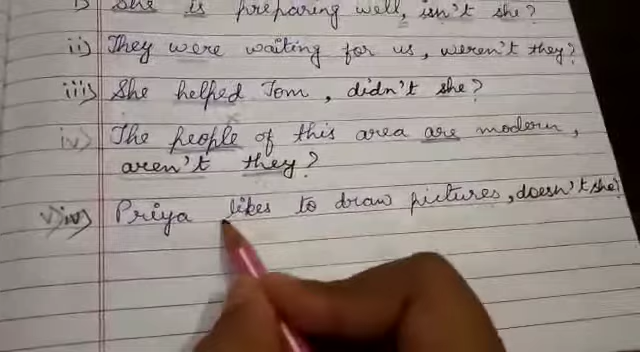 i) She is preparing well, isn't she?
ii) They were waiting for us, weren't they?
iii) She helped Tom, didn't she?
iv) The people of this area are modern,
aren't they?
v) Priya likes to draw pictures, doesn't she?